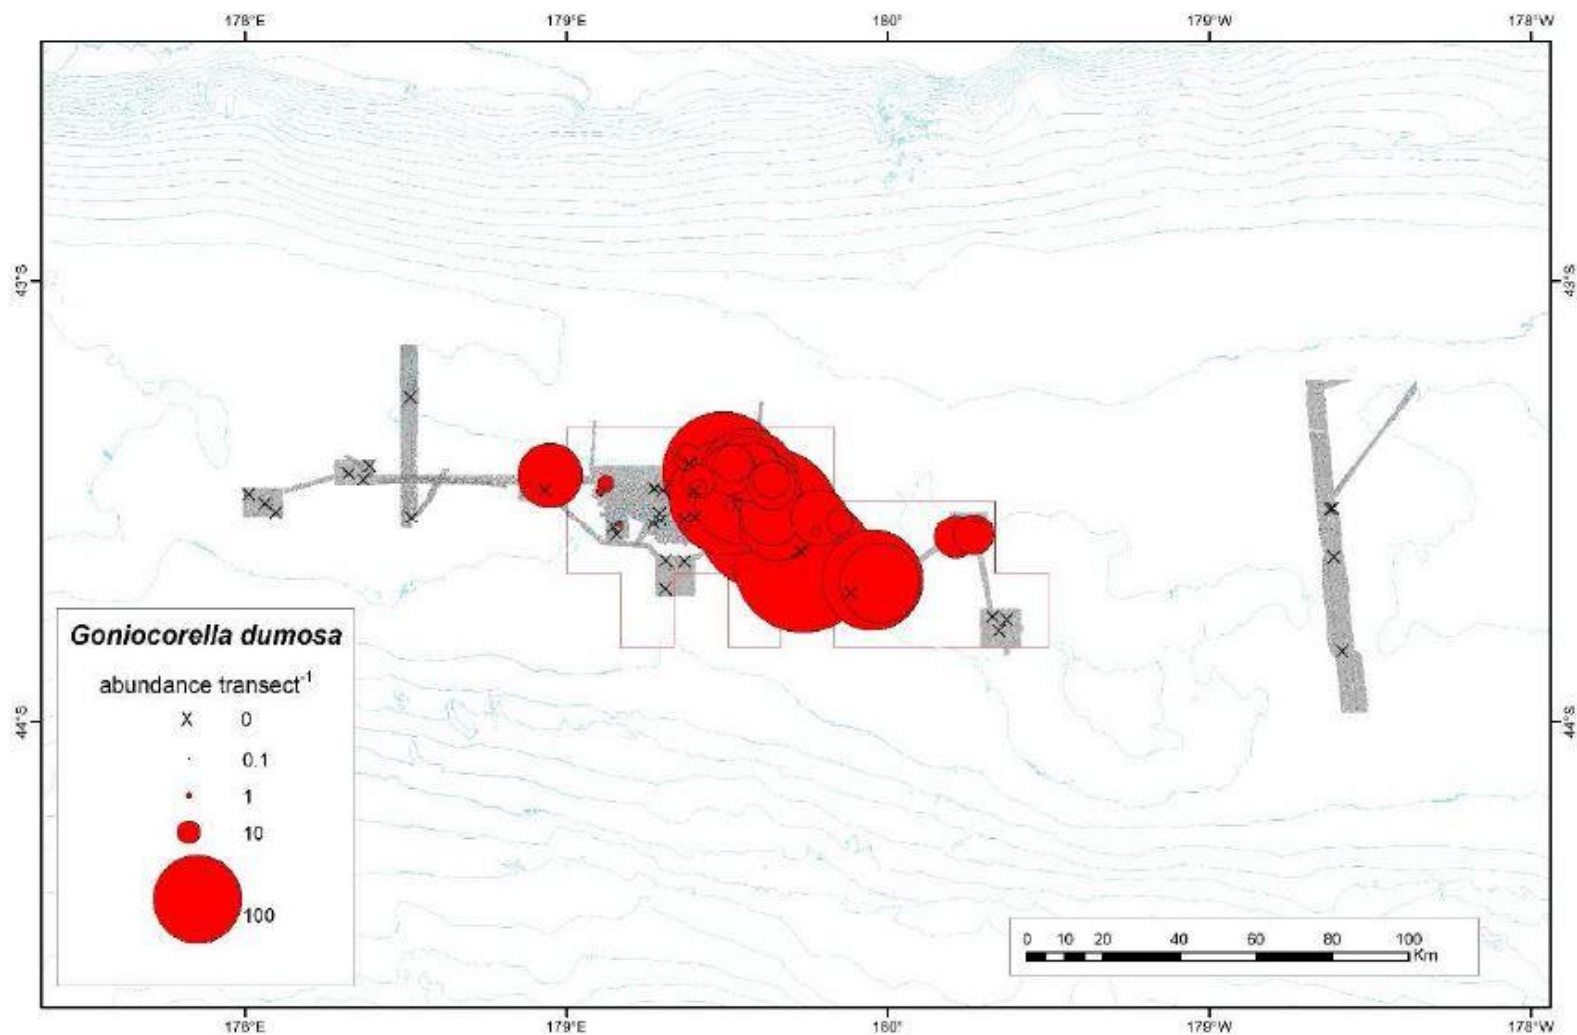 178°E 179°E 180° 179°W 178°W
43°S 43°S
44°S 44°S
Goniocorella dumosa
abundance transect⁻¹
X 0
0.1
1
10
100
0 10 20 40 60 80 100
Km
178°E 179°E 180° 179°W 178°W